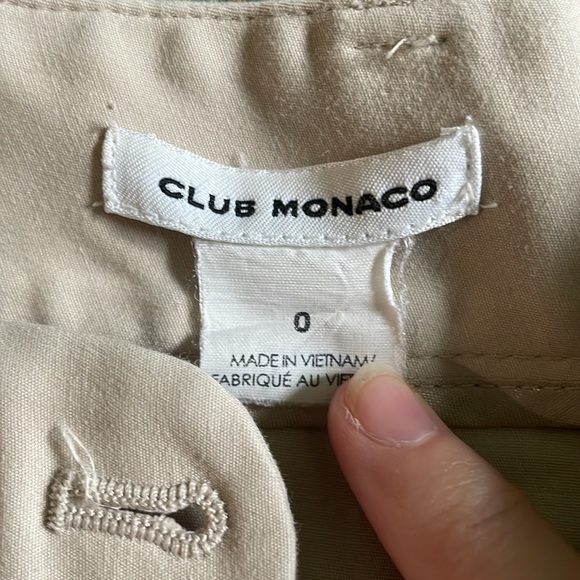 CLUB MONACO
0
MADE IN VIETNAM/
FABRIQUÉ AU